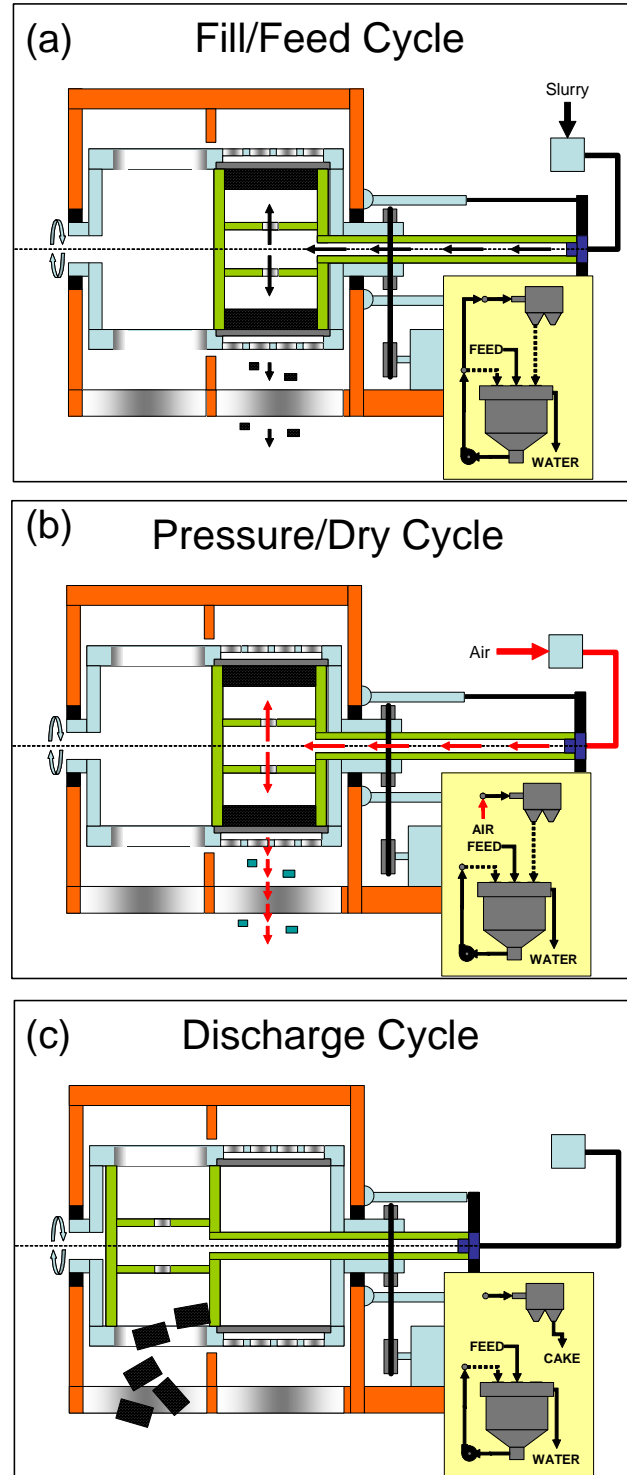 (a)
Fill/Feed Cycle
Slurry
FEED
WATER
(b)
Pressure/Dry Cycle
Air
AIR
FEED
WATER
(c)
Discharge Cycle
FEED
CAKE
WATER